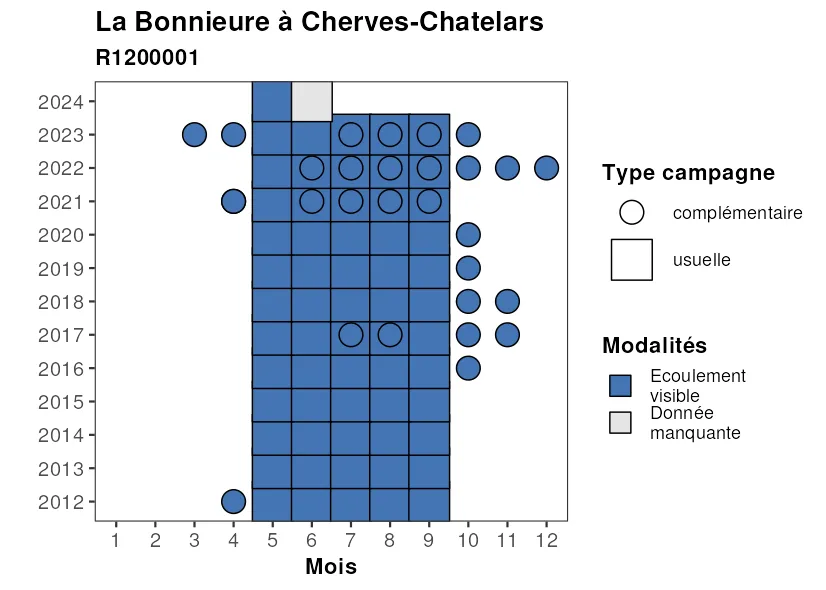 La Bonnieure à Cherves-Chatelars
R1200001
2024
2023
2022
2021
2020
2019
2018
2017
2016
2015
2014
2013
2012
1 2 3 4 5 6 7 8 9 10 11 12
Mois
Type campagne
complémentaire
usuelle
Modalités
Ecoulement
visible
Donnée
manquante